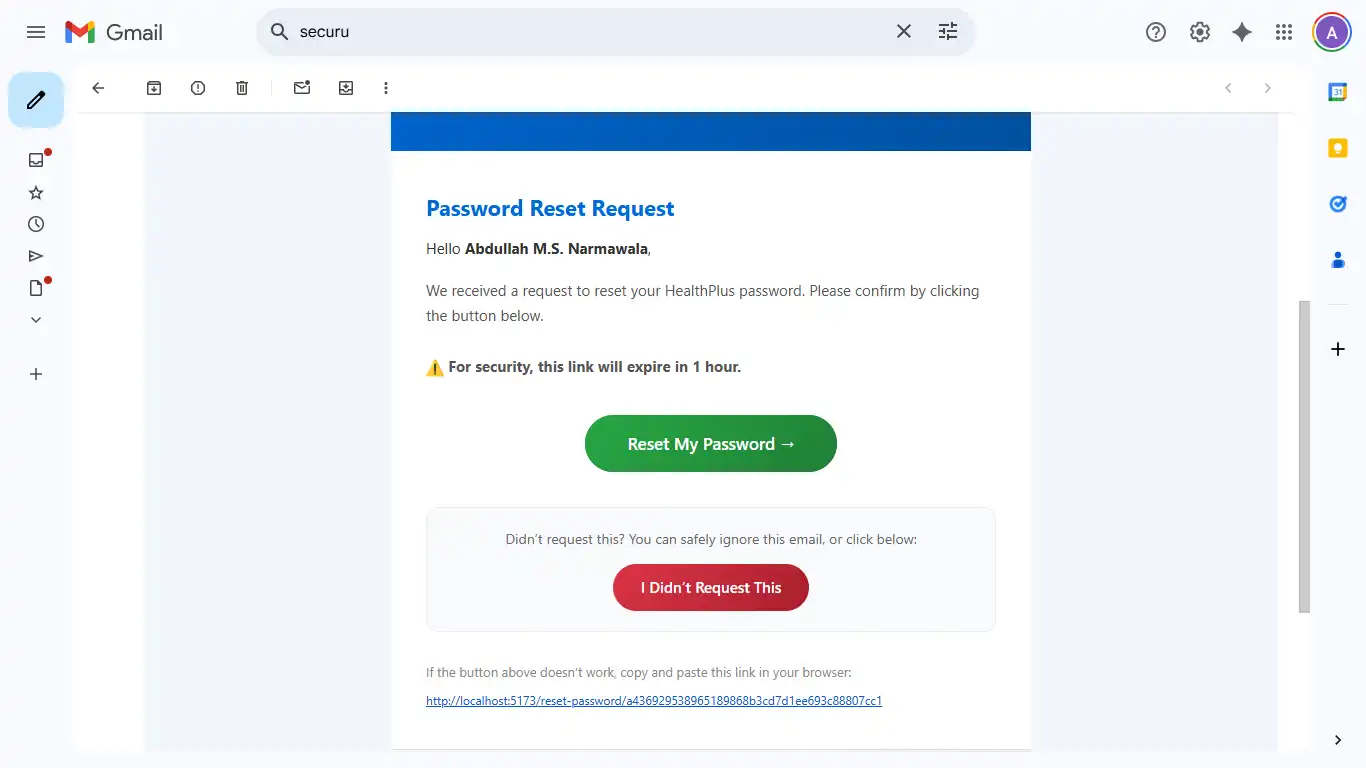 Gmail
securu
A
31
Password Reset Request
Hello Abdullah M.S. Narmawala,
We received a request to reset your HealthPlus password. Please confirm by clicking
the button below.
⚠️ For security, this link will expire in 1 hour.
Reset My Password →
Didn’t request this? You can safely ignore this email, or click below:
I Didn’t Request This
If the button above doesn’t work, copy and paste this link in your browser:
http://localhost:5173/reset-password/a436929538965189868b3cd7d1ee693c88807cc1